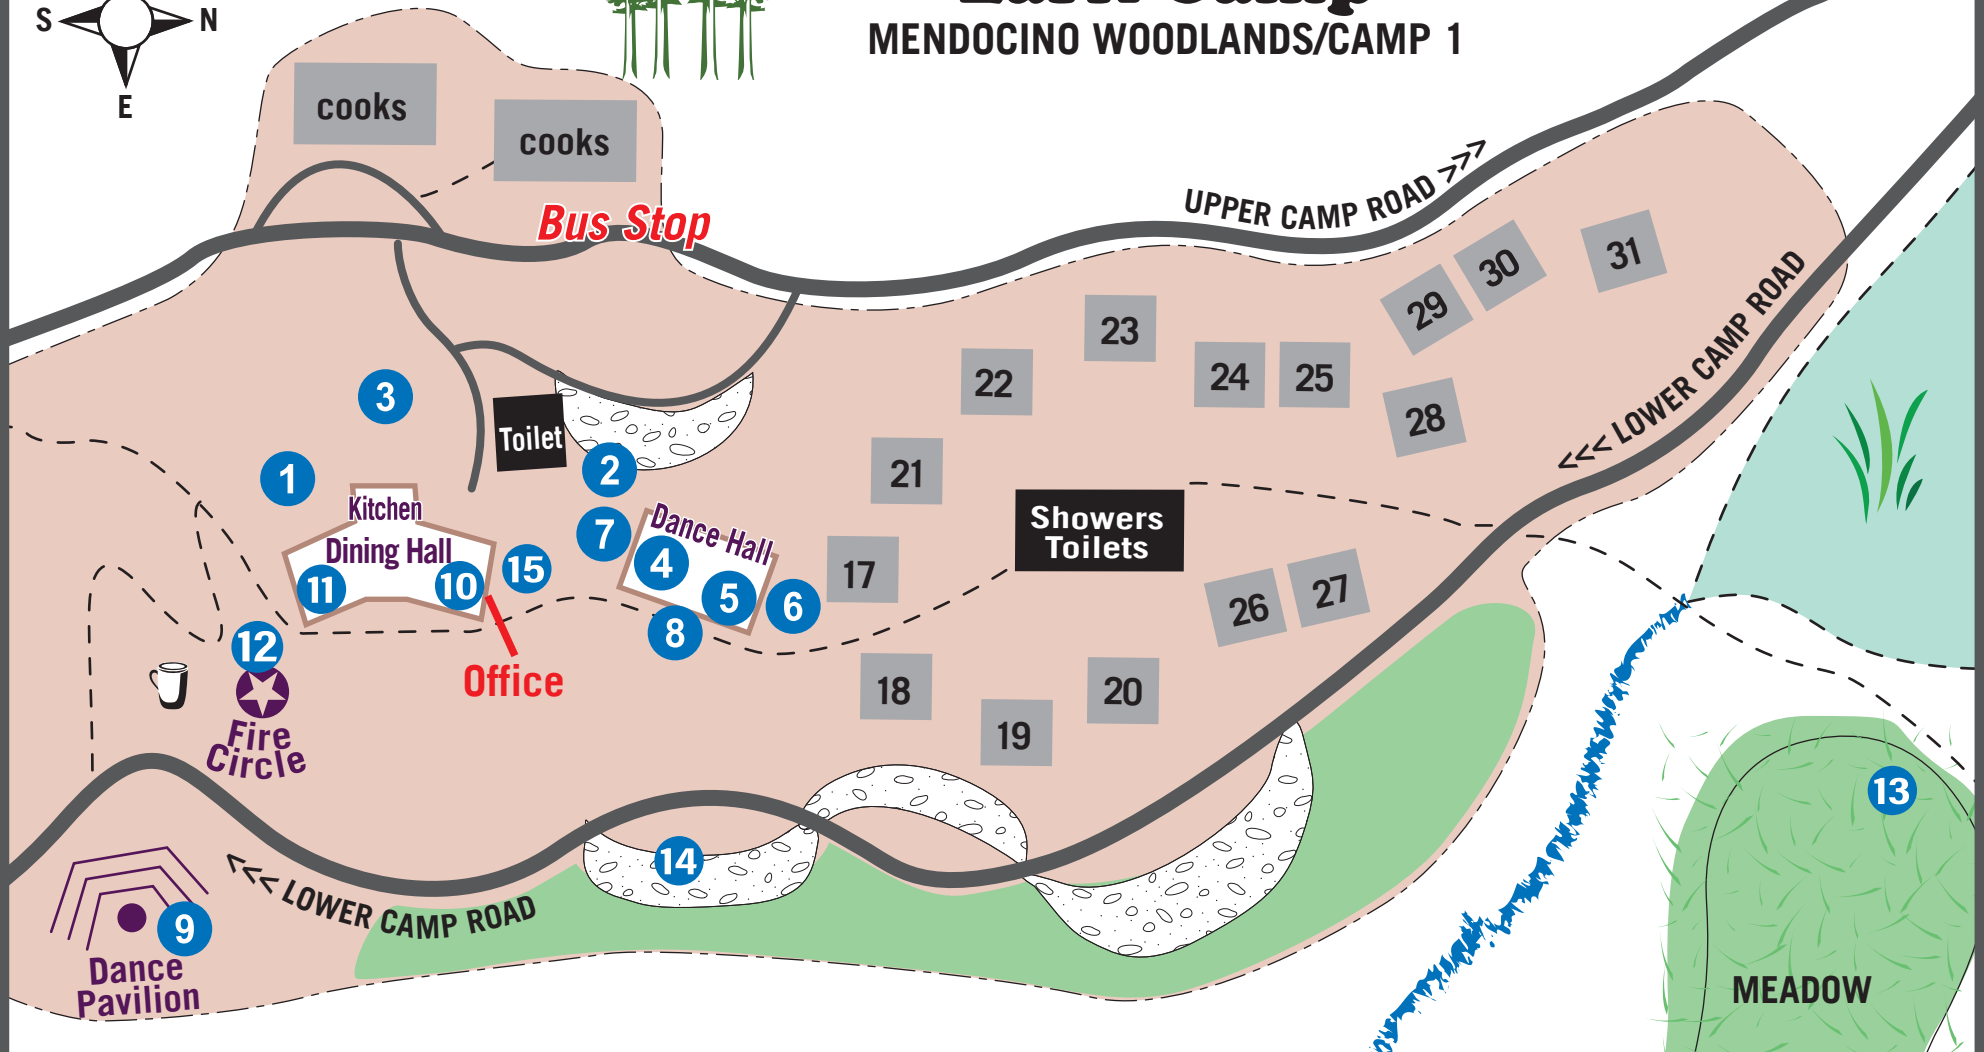 S
N
E
MENDOCINO WOODLANDS/CAMP 1
cooks
cooks
Bus Stop
UPPER CAMP ROAD >>>>
31
30
29
23
<<<< LOWER CAMP ROAD
22
24
25
3
28
Toilet
2
21
1
Kitchen
Dance Hall
Showers
Toilets
7
Dining Hall
4
15
17
11
10
5
6
26
27
8
12
Office
18
20
Fire
Circle
19
13
14
<<<< LOWER CAMP ROAD
9
Dance
Pavilion
MEADOW